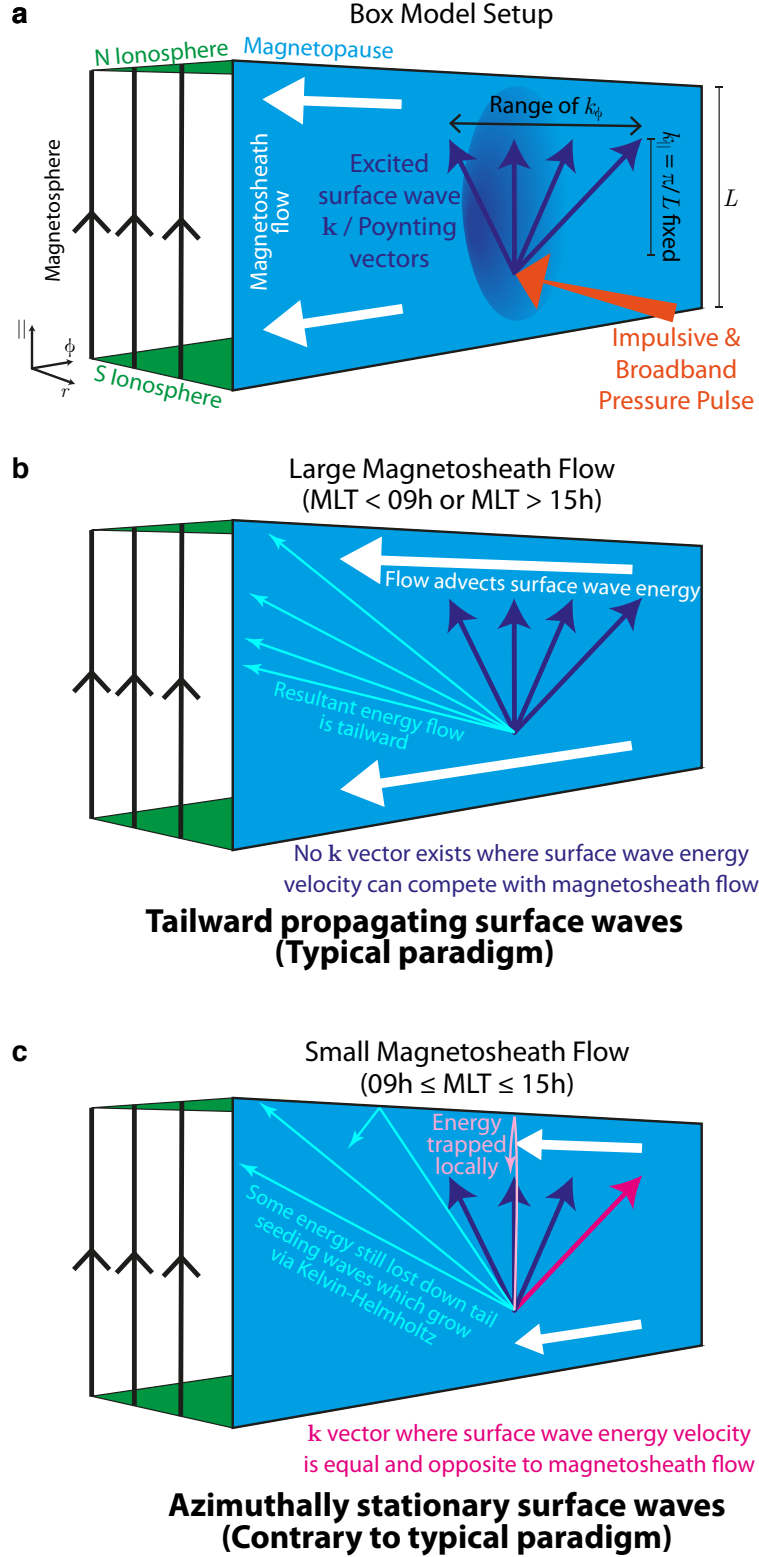 a
Box Model Setup
N Ionosphere
Magnetopause
Magnetosphere
Magnetosheath
flow
Range of kϕ
Excited
surface wave
k / Poynting
vectors
k|| = π/L fixed
L
||
ϕ
r
S Ionosphere
Impulsive &
Broadband
Pressure Pulse
b
Large Magnetosheath Flow
(MLT < 09h or MLT > 15h)
Flow advects surface wave energy
Resultant energy flow
is tailward
No k vector exists where surface wave energy
velocity can compete with magnetosheath flow
Tailward propagating surface waves
(Typical paradigm)
c
Small Magnetosheath Flow
(09h ≤ MLT ≤ 15h)
Energy
trapped
locally
Some energy still lost down tail
seeding waves which grow
via Kelvin-Helmholtz
k vector where surface wave energy velocity
is equal and opposite to magnetosheath flow
Azimuthally stationary surface waves
(Contrary to typical paradigm)